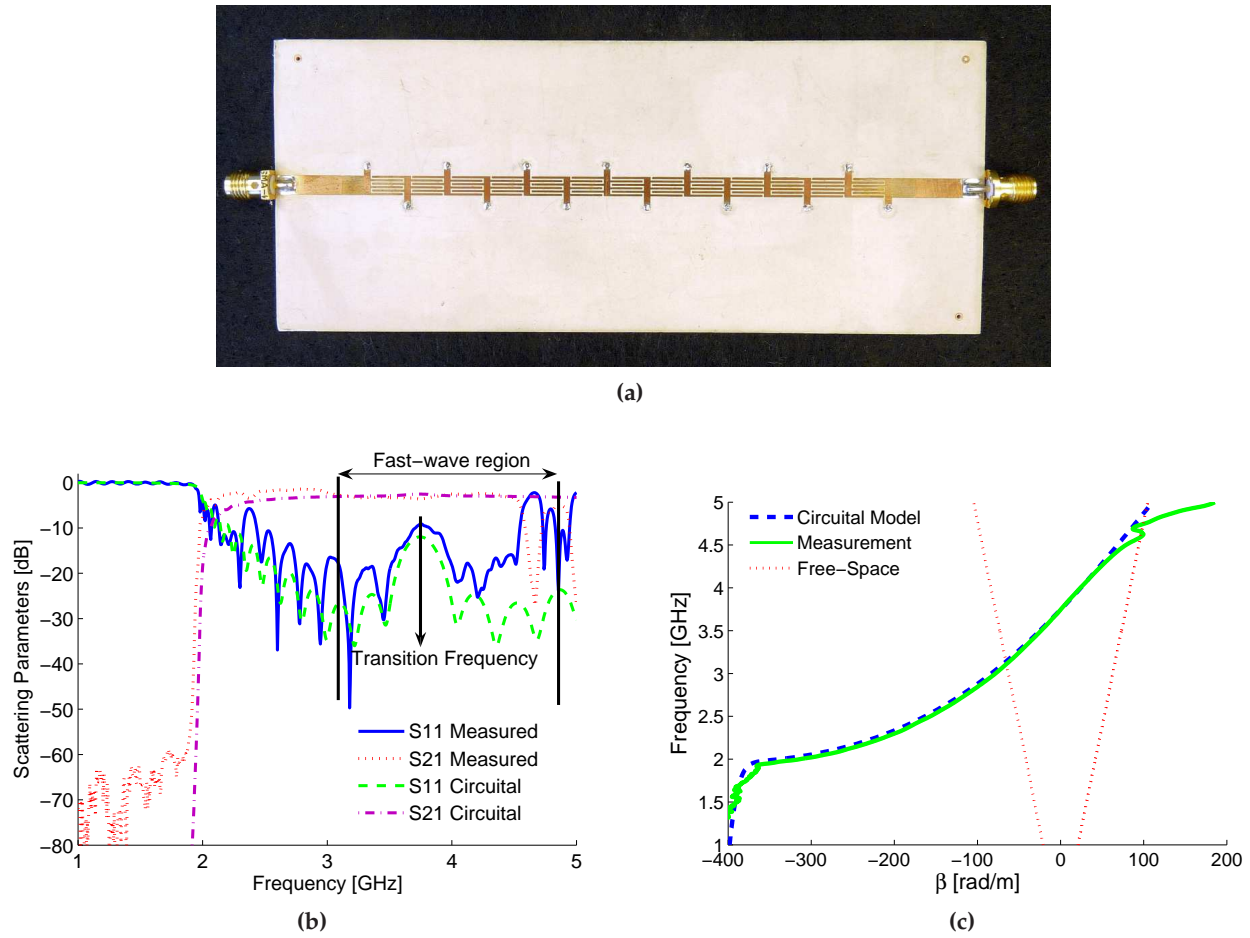 (a)
Fast−wave region
0
−10
−20
−30
−40
−50
−60
−70
−80
Scattering Parameters [dB]
Transition Frequency
S11 Measured
S21 Measured
S11 Circuital
S21 Circuital
1
2
3
4
5
Frequency [GHz]
(b)
5
4.5
4
3.5
3
2.5
2
1.5
1
Frequency [GHz]
Circuital Model
Measurement
Free−Space
−400
−300
−200
−100
0
100
200
β [rad/m]
(c)